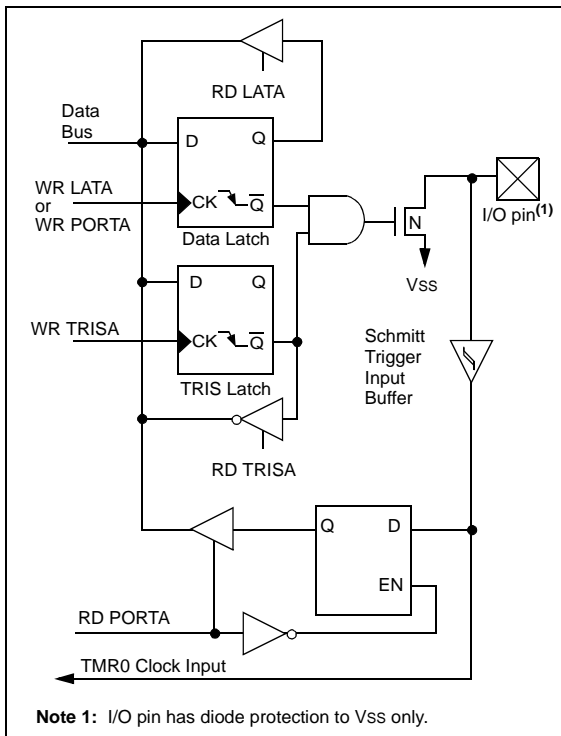 RD LATA
Data
Bus
D
Q
WR LATA
or
WR PORTA
CK
Q
Data Latch
N
I/O pin(1)
VSS
D
Q
WR TRISA
CK
Q
TRIS Latch
Schmitt
Trigger
Input
Buffer
RD TRISA
Q
D
EN
RD PORTA
TMR0 Clock Input
Note 1: I/O pin has diode protection to VSS only.